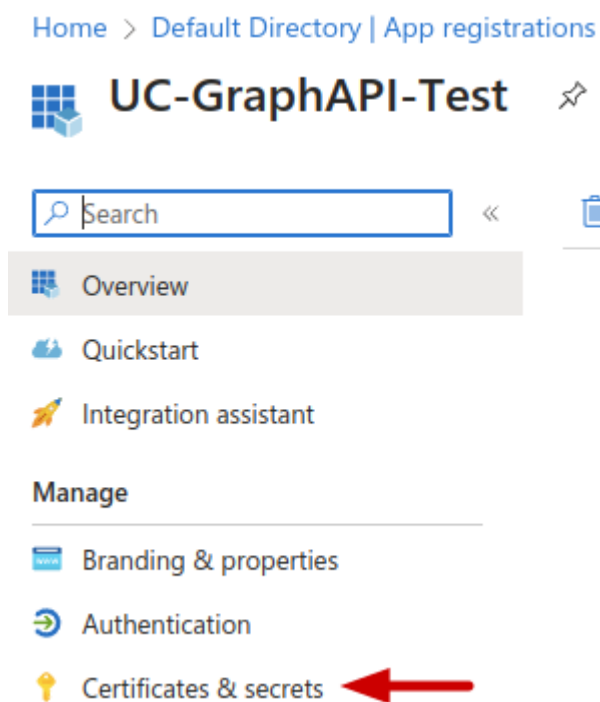 Home > Default Directory | App registrations
UC-GraphAPI-Test
Search
Overview
Quickstart
Integration assistant
Manage
Branding & properties
Authentication
Certificates & secrets